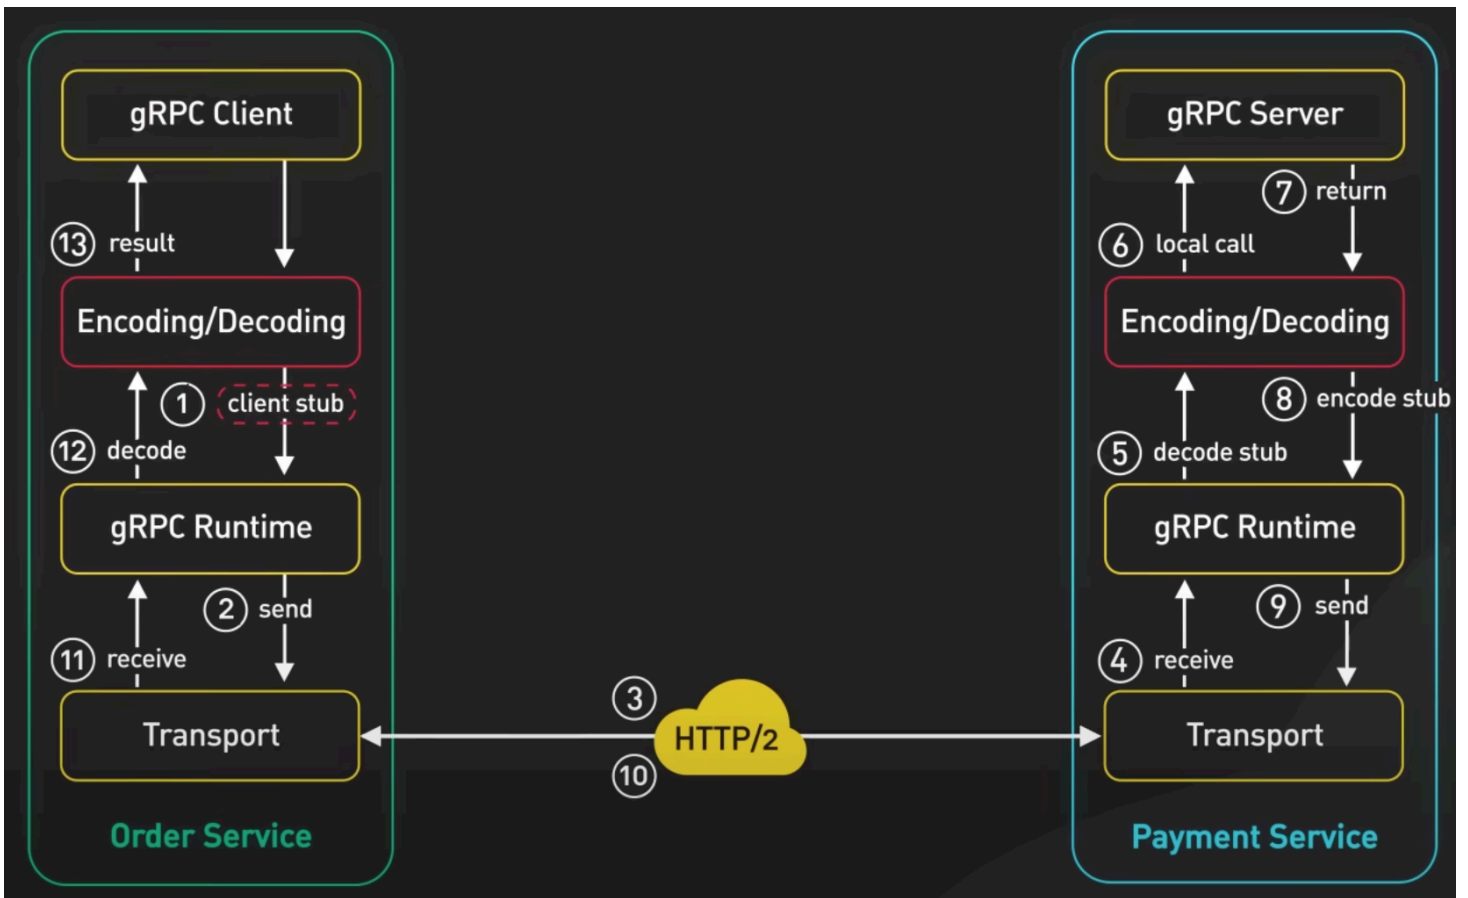 gRPC Client
13 result
Encoding/Decoding
1 client stub
12 decode
gRPC Runtime
2 send
11 receive
Transport
Order Service
3
HTTP/2
10
gRPC Server
7 return
6 local call
Encoding/Decoding
8 encode stub
5 decode stub
gRPC Runtime
9 send
4 receive
Transport
Payment Service